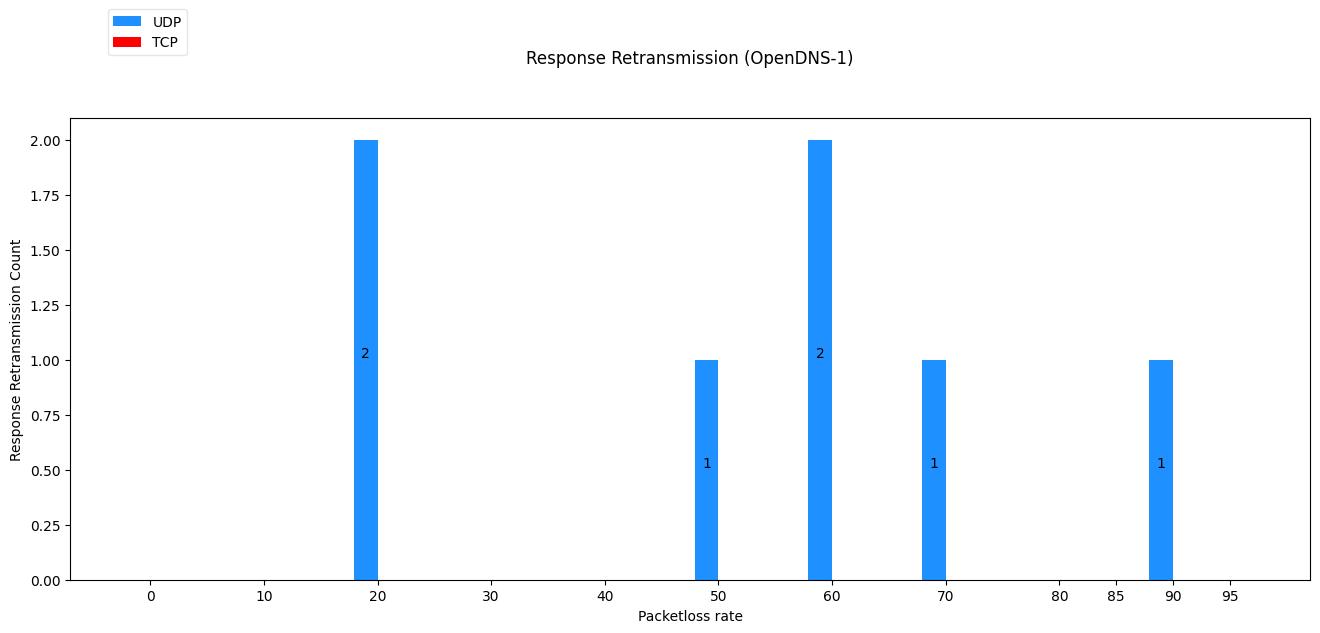 UDP
TCP
Response Retransmission (OpenDNS-1)
Response Retransmission Count
2.00
1.75
1.50
1.25
1.00
0.75
0.50
0.25
0.00
2
1
2
1
1
0 10 20 30 40 50 60 70 80 85 90 95
Packetloss rate